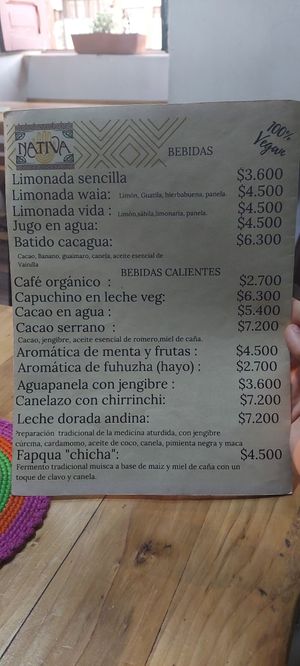 NATIVA
BEBIDAS
100% Vegan
Limonada sencilla $3.600
Limonada waia: Limón, Guatila, hierbabuena, panela. $4.500
Limonada vida : Limón,sábila,limonaria, panela. $4.500
Jugo en agua: $4.500
Batido cacagua: $6.300
Cacao, Banano, guaimaro, canela, aceite esencial de
Vainilla
BEBIDAS CALIENTES
Café orgánico : $2.700
Capuchino en leche veg: $6.300
Cacao en agua : $5.400
Cacao serrano : $7.200
Cacao, jengibre, aceite esencial de romero,miel de caña.
Aromática de menta y frutas : $4.500
Aromática de fuhuzha (hayo) : $2.700
Aguapanela con jengibre : $3.600
Canelazo con chirrinchi: $7.200
Leche dorada andina: $7.200
Preparación tradicional de la medicina aturdida, con jengibre
cúrcma, cardamomo, aceite de coco, canela, pimienta negra y maca
Fapqua "chicha": $4.500
Fermento tradicional muisca a base de maiz y miel de caña con un
toque de clavo y canela.